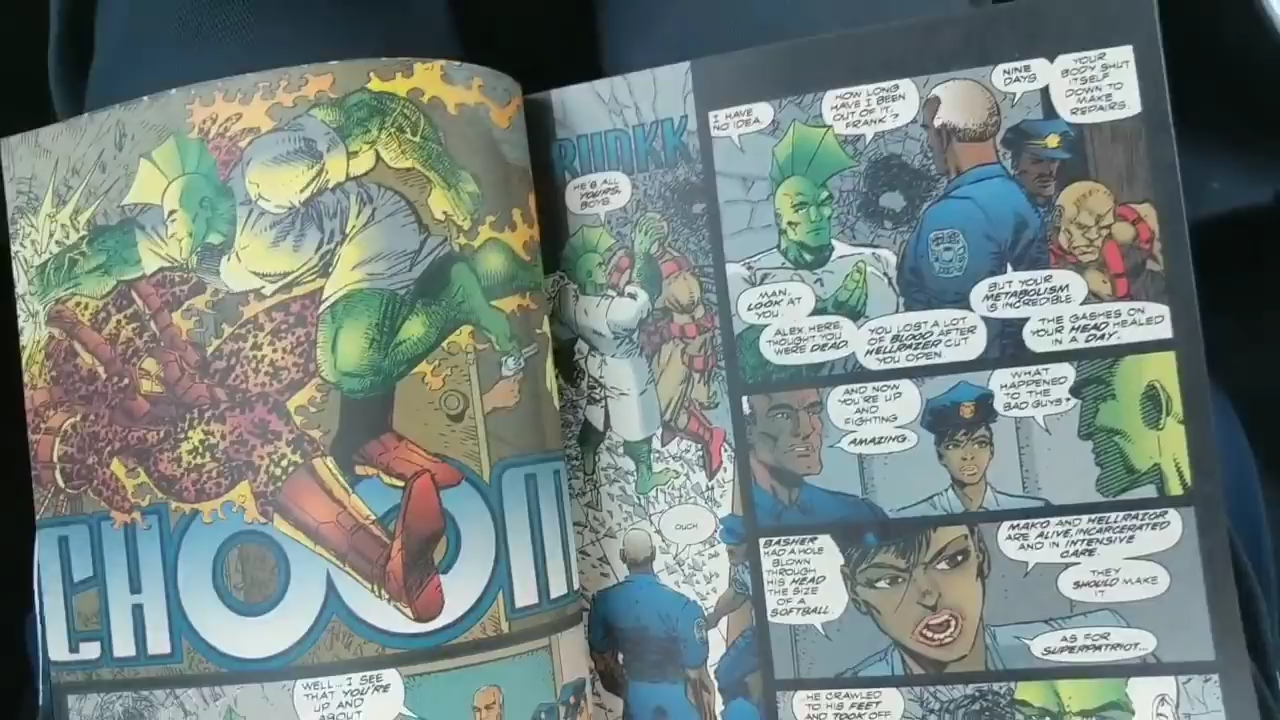 CHOOM
WELL... I SEE
THAT YOU'RE
UP AND
ABOUT
HE'S ALL
YOURS,
BOYS.
OUCH.
I HAVE
NO IDEA.
HOW LONG
HAVE I BEEN
OUT OF IT,
FRANK?
NINE
DAYS.
YOUR
BODY SHUT
ITSELF
DOWN TO
MAKE
REPAIRS.
MAN,
LOOK AT
YOU.
ALEX, HERE,
THOUGHT YOU
WERE DEAD.
YOU LOST A LOT
OF BLOOD AFTER
HELLRAZER CUT
YOU OPEN.
BUT YOUR
METABOLISM
IS INCREDIBLE.
THE GASHES ON
YOUR HEAD HEALED
IN A DAY.
AND NOW
YOU'RE UP
AND
FIGHTING.
AMAZING.
WHAT
HAPPENED
TO THE
BAD GUYS?
BASHER
HAD A HOLE
BLOWN
THROUGH
HIS HEAD
THE SIZE
OF A
SOFTBALL.
MAKO AND HELLRAZOR
ARE ALIVE, INCARCERATED
AND IN INTENSIVE
CARE.
THEY
SHOULD MAKE
IT.
AS FOR
SUPERPATRIOT...
HE CRAWLED
TO HIS FEET
AND TOOK OFF